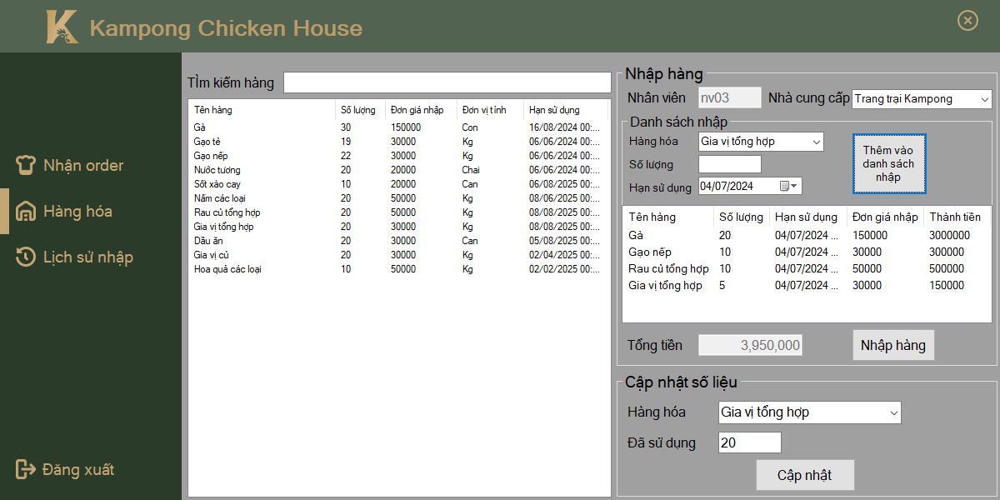 Kampong Chicken House
Nhận order
Hàng hóa
Lịch sử nhập
Đăng xuất
TÌm kiếm hàng
Tên hàng Số lượng Đơn giá nhập Đơn vị tính Hạn sử dụng
Gà 30 150000 Con 16/08/2024 00:...
Gạo tẻ 19 30000 Kg 06/06/2024 00:...
Gạo nếp 22 30000 Kg 06/06/2024 00:...
Nước tương 20 20000 Chai 06/06/2024 00:...
Sốt xào cay 10 20000 Can 06/08/2025 00:...
Nấm các loại 20 50000 Kg 08/06/2025 00:...
Rau củ tổng hợp 20 50000 Kg 08/08/2025 00:...
Gia vị tổng hợp 20 30000 Kg 08/08/2025 00:...
Dầu ăn 20 30000 Can 05/08/2025 00:...
Gia vị củ 20 30000 Kg 02/04/2025 00:...
Hoa quả các loại 10 50000 Kg 02/02/2025 00:...
Nhập hàng
Nhân viên nv03 Nhà cung cấp Trang trại Kampong
Danh sách nhập
Hàng hóa Gia vị tổng hợp
Số lượng
Hạn sử dụng 04/07/2024
Thêm vào
danh sách
nhập
Tên hàng Số lượng Hạn sử dụng Đơn giá nhập Thành tiền
Gà 20 04/07/2024 ... 150000 3000000
Gạo nếp 10 04/07/2024 ... 30000 300000
Rau củ tổng hợp 10 04/07/2024 ... 50000 500000
Gia vị tổng hợp 5 04/07/2024 ... 30000 150000
Tổng tiền 3,950,000 Nhập hàng
Cập nhật số liệu
Hàng hóa Gia vị tổng hợp
Đã sử dụng 20
Cập nhật